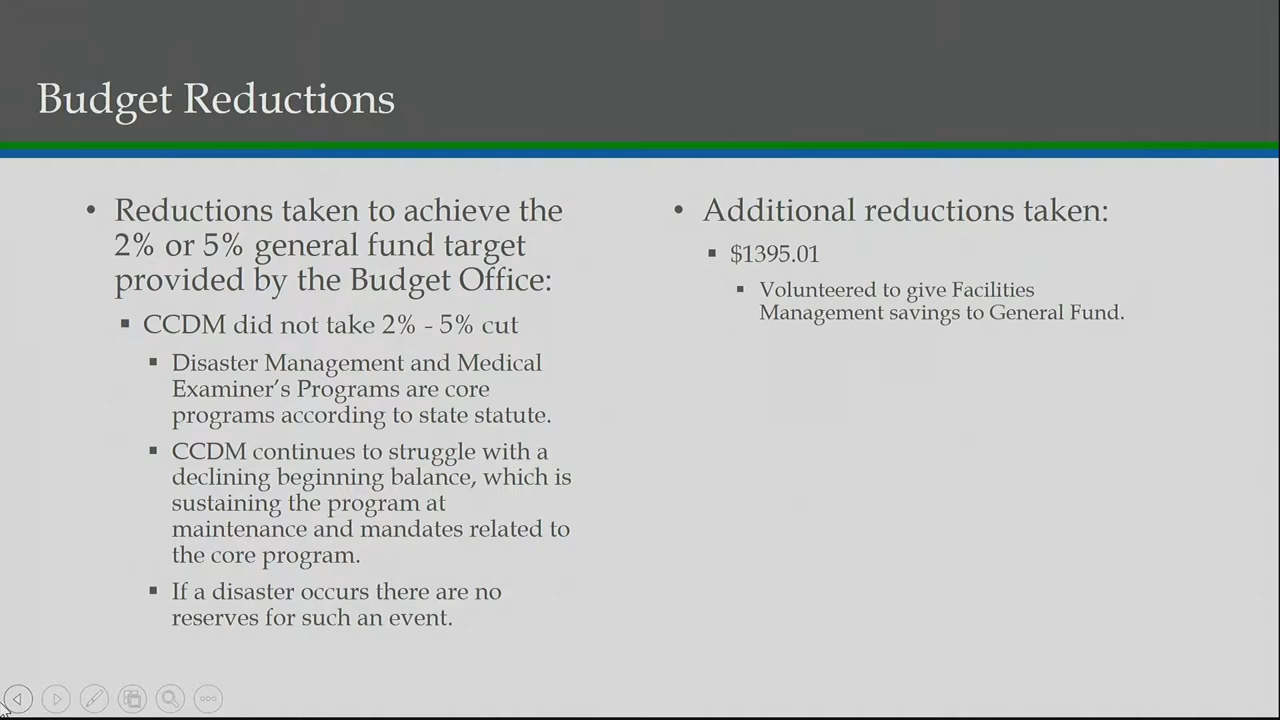 Budget Reductions
• Reductions taken to achieve the
2% or 5% general fund target
provided by the Budget Office:
▪ CCDM did not take 2% - 5% cut
▪ Disaster Management and Medical
Examiner’s Programs are core
programs according to state statute.
▪ CCDM continues to struggle with a
declining beginning balance, which is
sustaining the program at
maintenance and mandates related to
the core program.
▪ If a disaster occurs there are no
reserves for such an event.
• Additional reductions taken:
▪ $1395.01
▪ Volunteered to give Facilities
Management savings to General Fund.